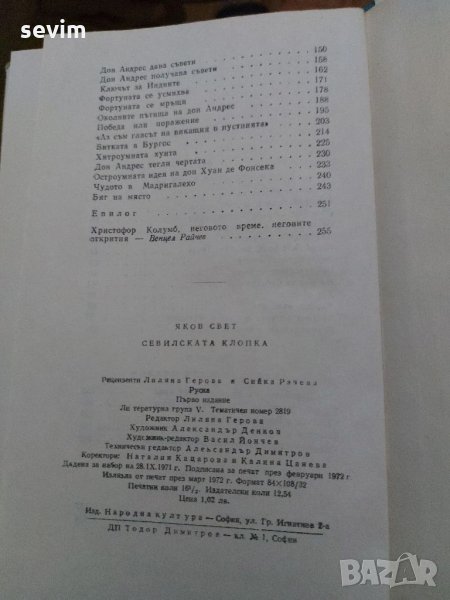 sevim
Дон Андрес дава съвети 150
Дон Андрес получава съвети 158
Ключът за Индиите 162
Фортуната се усмихва 171
Фортуната се мръщи 178
Околните пътища на дон Андрес 188
Победа или поражение 195
«Аз съм гласът на викащия в пустинята» 203
Битката а Бургос 214
Хитроумната хунта 225
Дон Андрес тегли чертата 230
Остроумната идея на дон Хуан де Фонсека 233
Чудото в Мадригалехо 240
Бяг на място 243
Епилог 251
Христофор Колумб, неговото време, неговите
открития — Венцел Райчев 255
ЯКОВ СВЕТ
СЕВИЛСКАТА КЛОПКА
Рецензенти Лиляна Герова и Сийка Рачева
Руска
Първо издание
Литературна група V. Тематичен номер 2819
Редактор Лиляна Герова
Художник Александър Денков
Художник-редактор Васил Йончев
Технически редактор Александър Димитров
Коректори: Наталия Кацарова и Калина Цанева
Дадена за набор на 28.IX.1971 г. Подписана за печат през февруари 1972 г
Излязла от печат през март 1972 г. Формат 84×108/32
Печатни коли 16½. Издателски коли 12,54
Цена 1,02 лв.
Изд. Народна култура — София, ул. Гр. Игнатиев 2-а
ДП Тодор Димитров — кл. № 1, София
BAZAR
bg